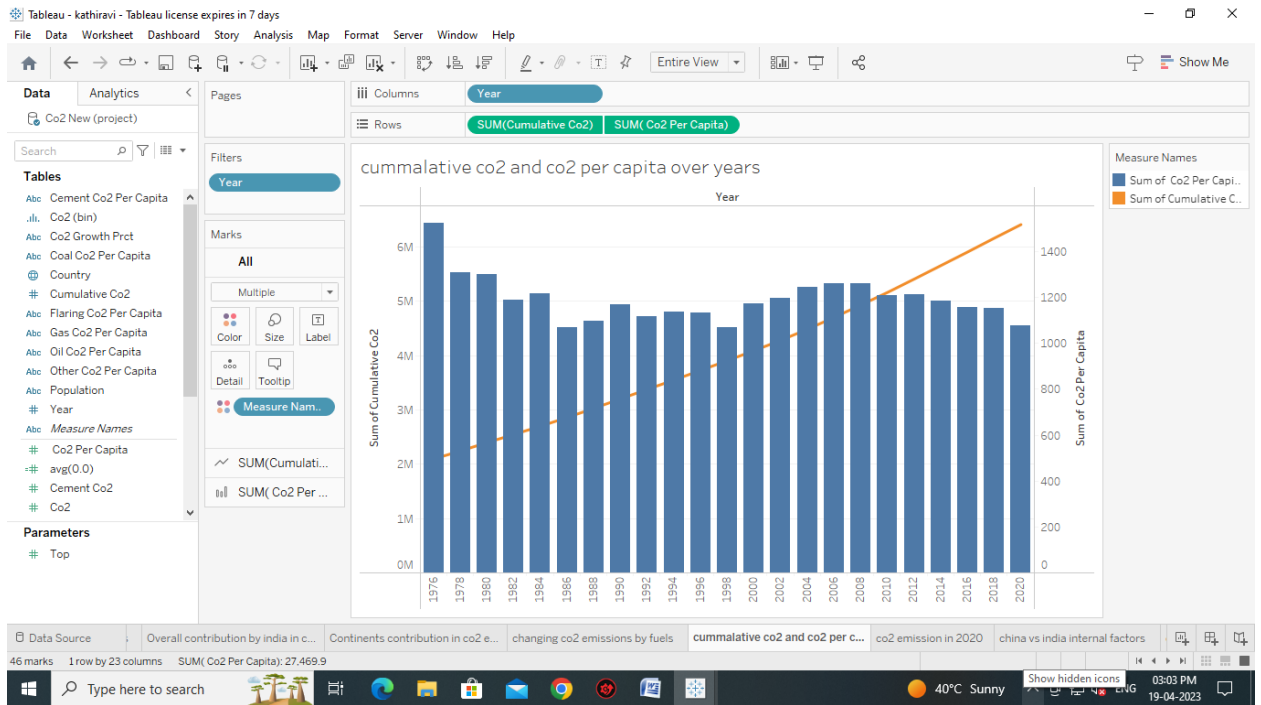 Tableau - kathiravi - Tableau license expires in 7 days
File Data Worksheet Dashboard Story Analysis Map Format Server Window Help
Entire View
Show Me
Data Analytics
Co2 New (project)
Search
Tables
Abc Cement Co2 Per Capita
Co2 (bin)
Abc Co2 Growth Prct
Abc Coal Co2 Per Capita
Country
# Cumulative Co2
Abc Flaring Co2 Per Capita
Abc Gas Co2 Per Capita
Abc Oil Co2 Per Capita
Abc Other Co2 Per Capita
Abc Population
# Year
Abc Measure Names
# Co2 Per Capita
=# avg(0.0)
# Cement Co2
# Co2
Parameters
# Top
Pages
Filters
Year
Marks
All
Multiple
Color Size Label
Detail Tooltip
Measure Nam..
SUM(Cumulati...
SUM( Co2 Per ...
Columns Year
Rows SUM(Cumulative Co2) SUM( Co2 Per Capita)
cummalative co2 and co2 per capita over years
Year
Sum of Cumulative Co2
6M
5M
4M
3M
2M
1M
0M
1976 1978 1980 1982 1984 1986 1988 1990 1992 1994 1996 1998 2000 2002 2004 2006 2008 2010 2012 2014 2016 2018 2020
1400
1200
1000
800
600
400
200
0
Sum of Co2 Per Capita
Measure Names
Sum of Co2 Per Capi..
Sum of Cumulative C..
Data Source Overall contribution by india in c... Continents contribution in co2 e... changing co2 emissions by fuels cummalative co2 and co2 per c... co2 emission in 2020 china vs india internal factors
46 marks 1 row by 23 columns SUM( Co2 Per Capita): 27,469.9
Type here to search
40°C Sunny
Show hidden icons
ENG
03:03 PM
19-04-2023